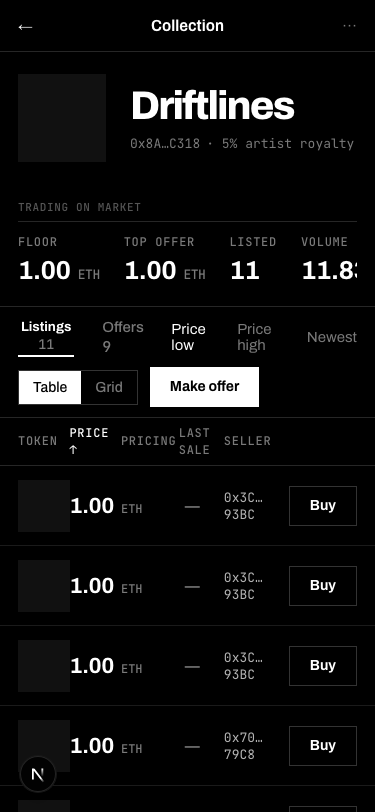 ← Collection ···
Driftlines
0x8A…C318 · 5% artist royalty
TRADING ON MARKET
FLOOR TOP OFFER LISTED VOLUME
1.00 ETH 1.00 ETH 11 11.83
Listings 11 Offers 9 Price low Price high Newest
Table Grid Make offer
TOKEN PRICE ↑ PRICING LAST SALE SELLER
1.00 ETH — 0x3C…93BC Buy
1.00 ETH — 0x3C…93BC Buy
1.00 ETH — 0x3C…93BC Buy
1.00 ETH — 0x70…79C8 Buy
N